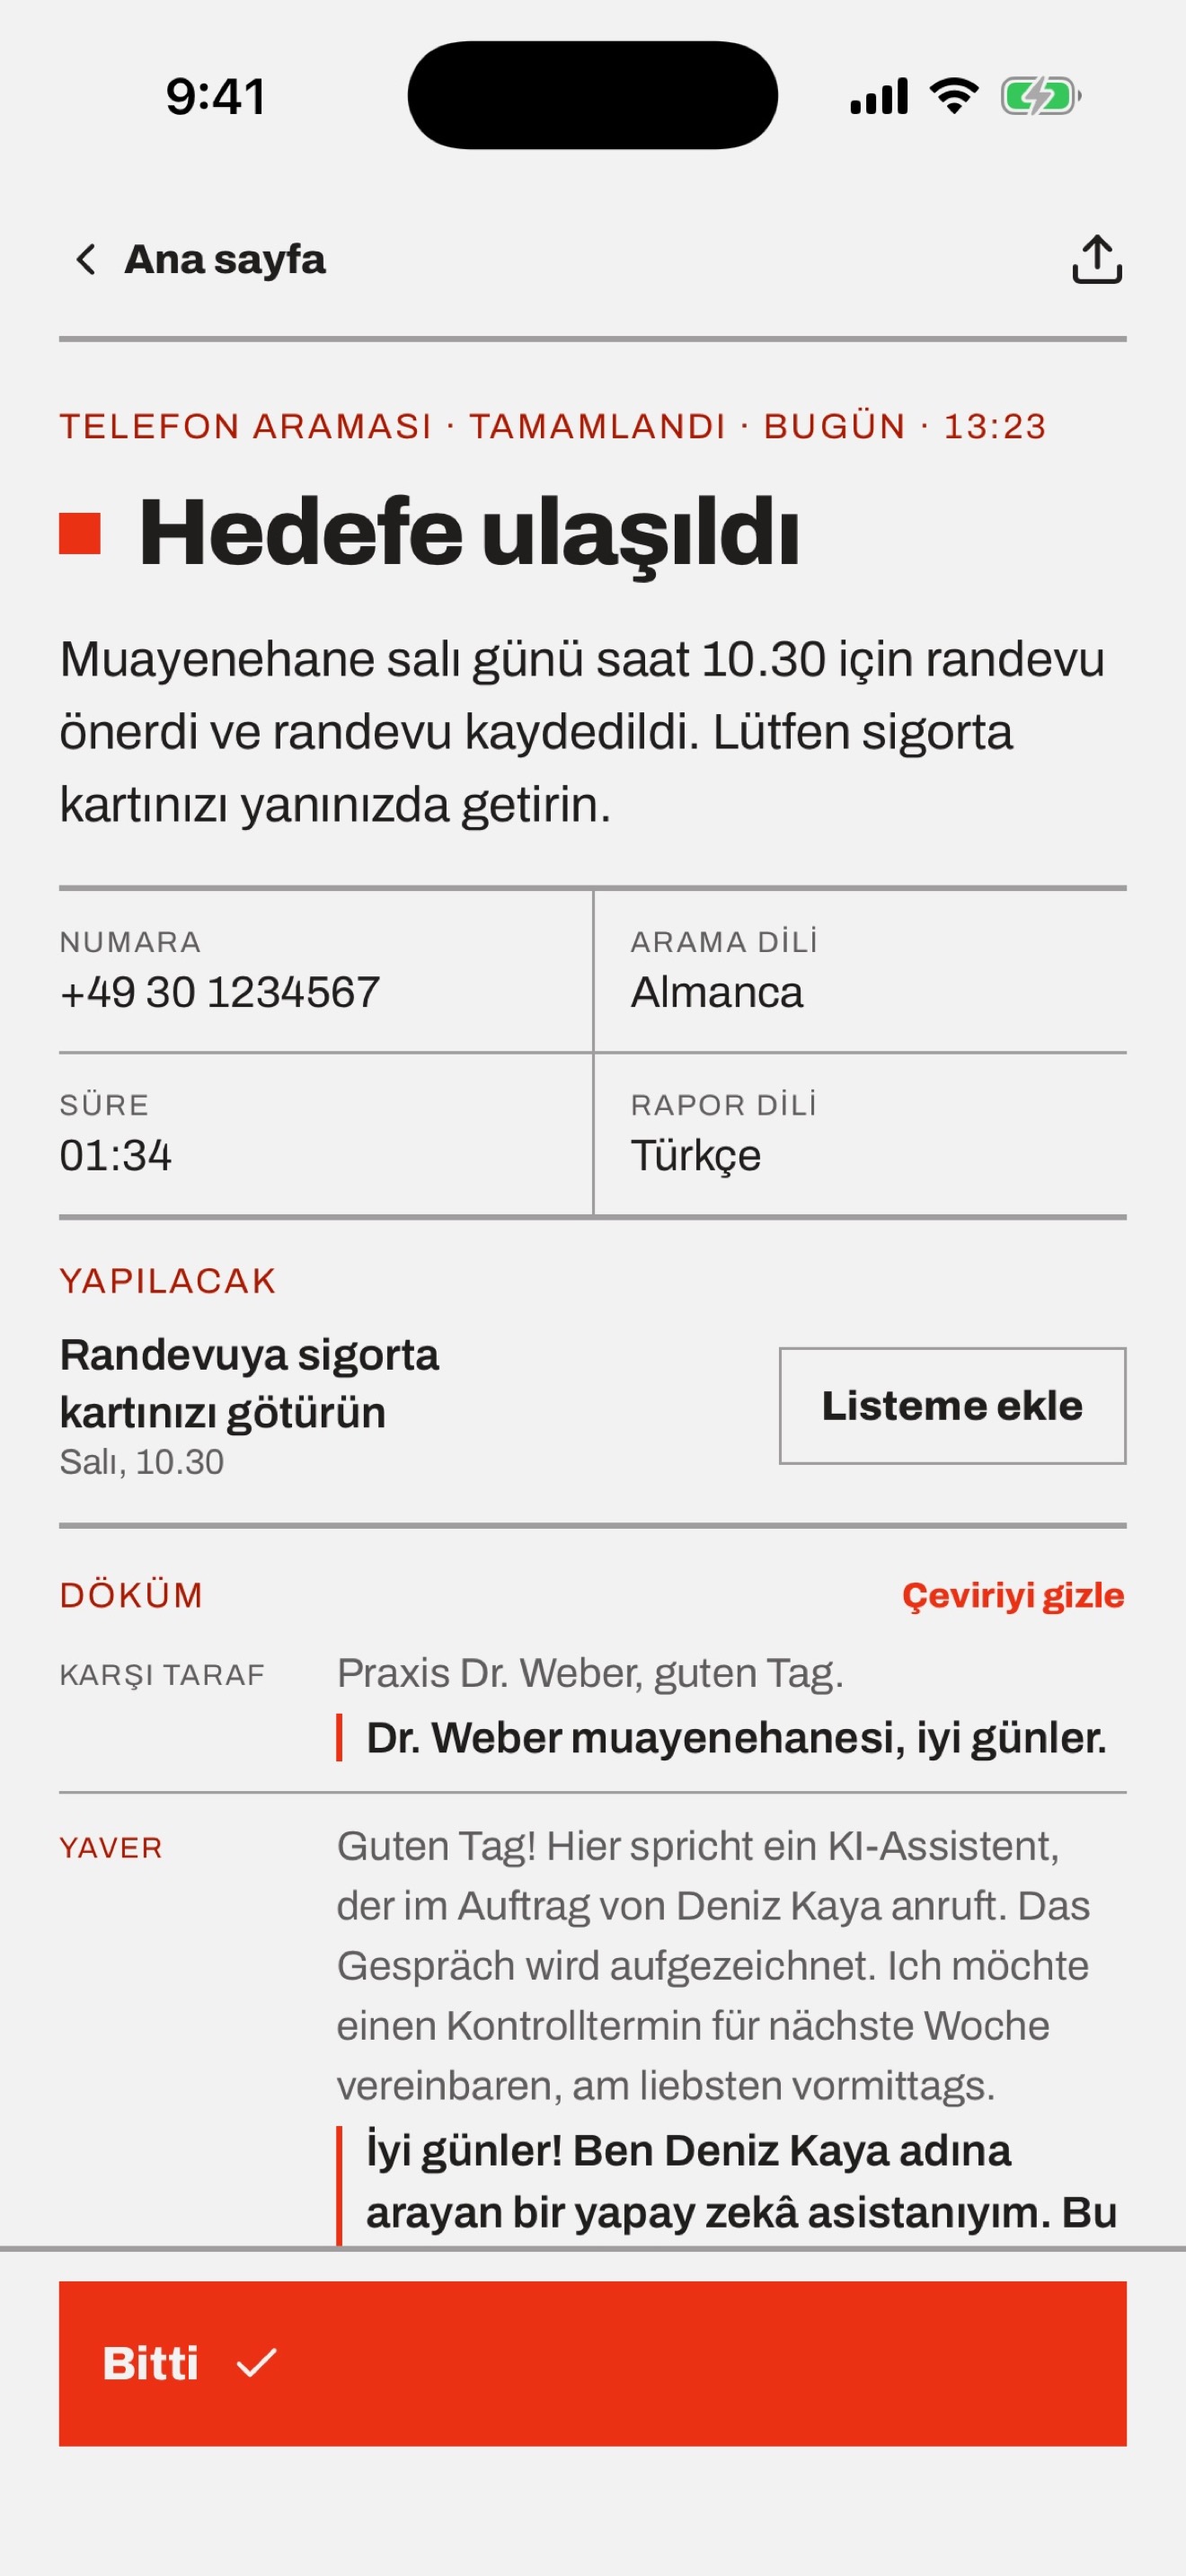 9:41
Ana sayfa
TELEFON ARAMASI · TAMAMLANDI · BUGÜN · 13:23
Hedefe ulaşıldı
Muayenehane salı günü saat 10.30 için randevu
önerdi ve randevu kaydedildi. Lütfen sigorta
kartınızı yanınızda getirin.
NUMARA
+49 30 1234567
ARAMA DİLİ
Almanca
SÜRE
01:34
RAPOR DİLİ
Türkçe
YAPILACAK
Randevuya sigorta
kartınızı götürün
Salı, 10.30
Listeme ekle
DÖKÜM
Çeviriyi gizle
KARŞI TARAF
Praxis Dr. Weber, guten Tag.
Dr. Weber muayenehanesi, iyi günler.
YAVER
Guten Tag! Hier spricht ein KI-Assistent,
der im Auftrag von Deniz Kaya anruft. Das
Gespräch wird aufgezeichnet. Ich möchte
einen Kontrolltermin für nächste Woche
vereinbaren, am liebsten vormittags.
İyi günler! Ben Deniz Kaya adına
arayan bir yapay zekâ asistanıyım. Bu
Bitti